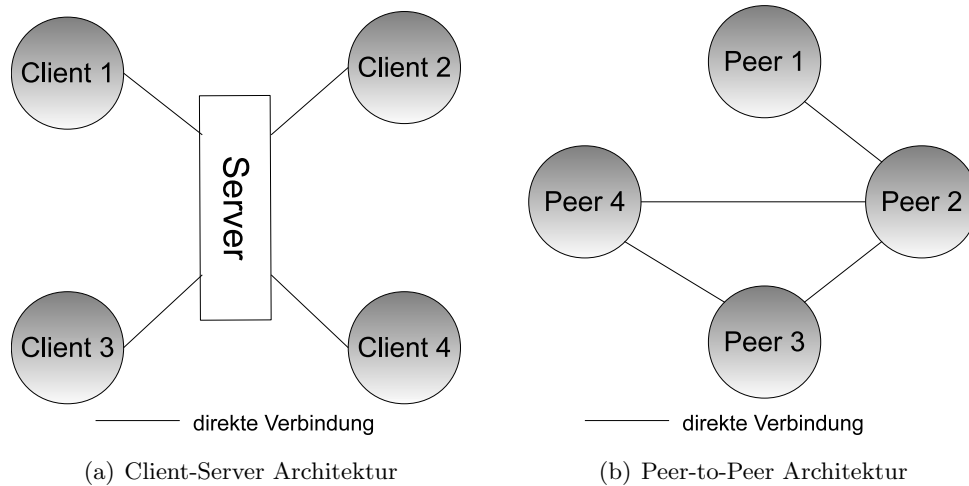 Client 1
Client 2
Server
Client 3
Client 4
direkte Verbindung
(a) Client-Server Architektur
Peer 1
Peer 4
Peer 2
Peer 3
direkte Verbindung
(b) Peer-to-Peer Architektur